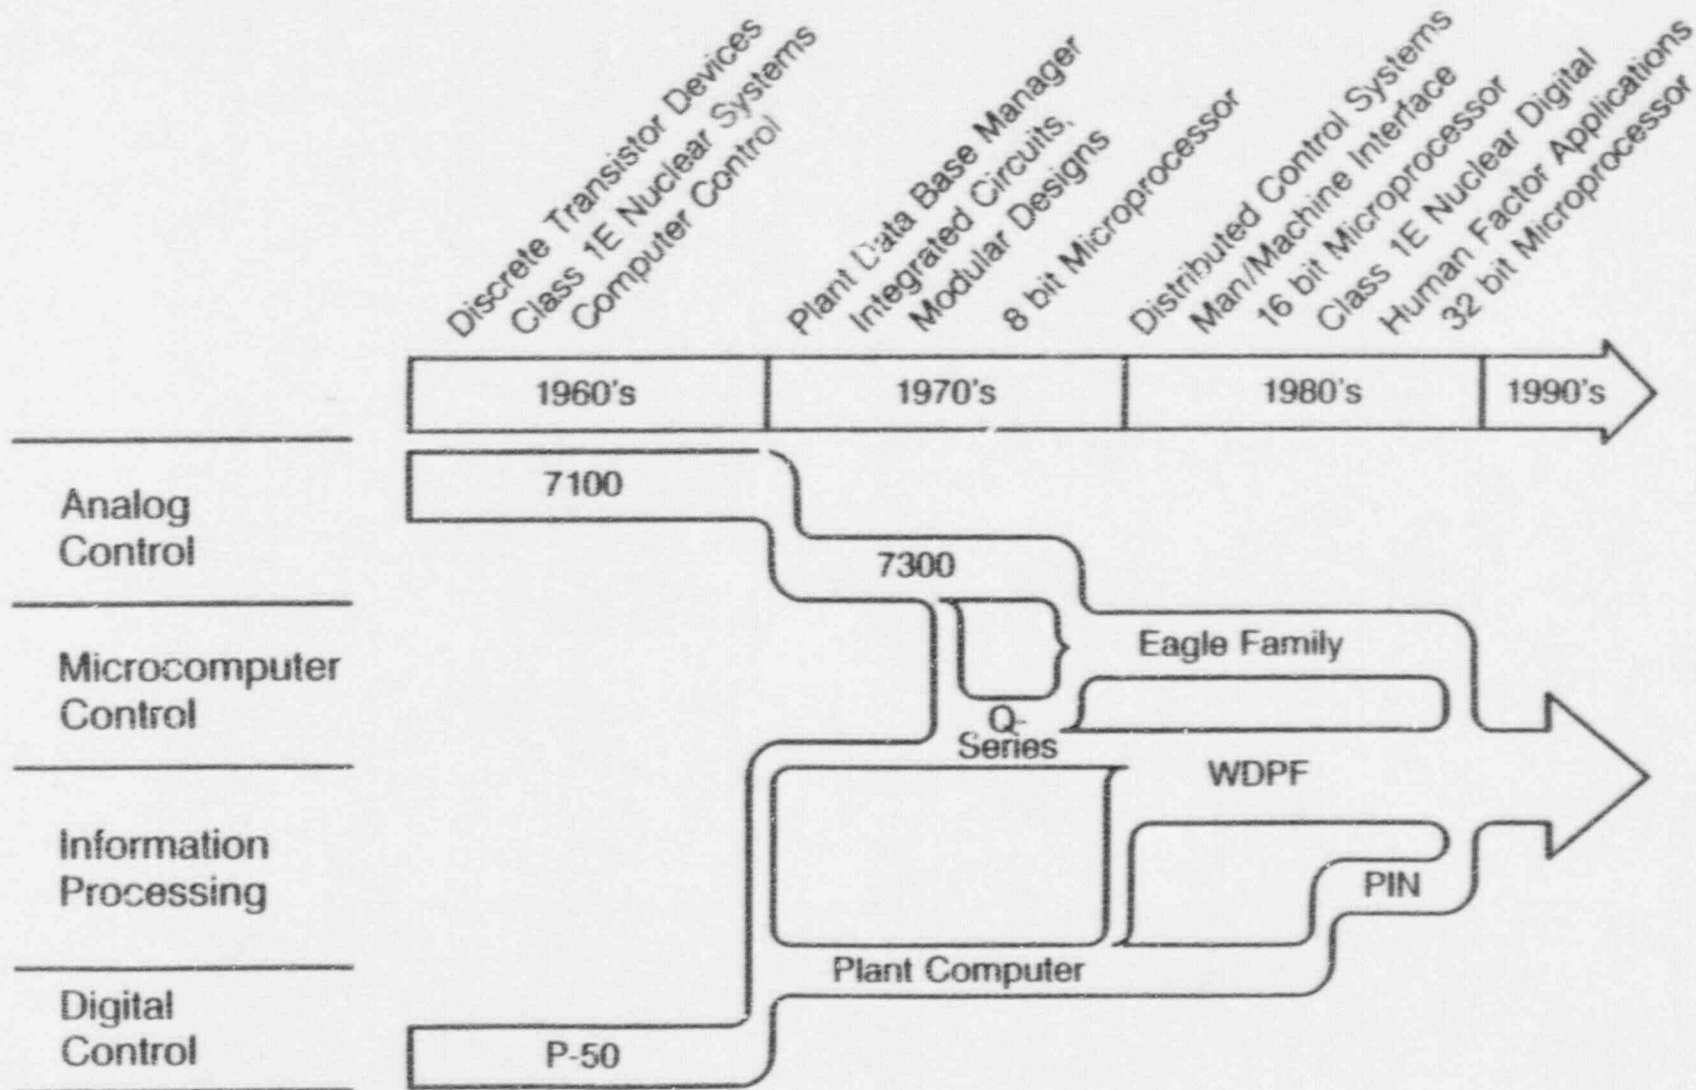 Discrete Transistor Devices
Class 1E Nuclear Systems
Computer Control
Plant Data Base Manager
Integrated Circuits,
Modular Designs
8 bit Microprocessor
Distributed Control Systems
Man/Machine Interface
16 bit Microprocessor
Class 1E Nuclear Digital
Human Factor Applications
32 bit Microprocessor
1960's
1970's
1980's
1990's
Analog
Control
7100
7300
Microcomputer
Control
Eagle Family
Q-
Series
WDPF
Information
Processing
PIN
Plant Computer
Digital
Control
P-50